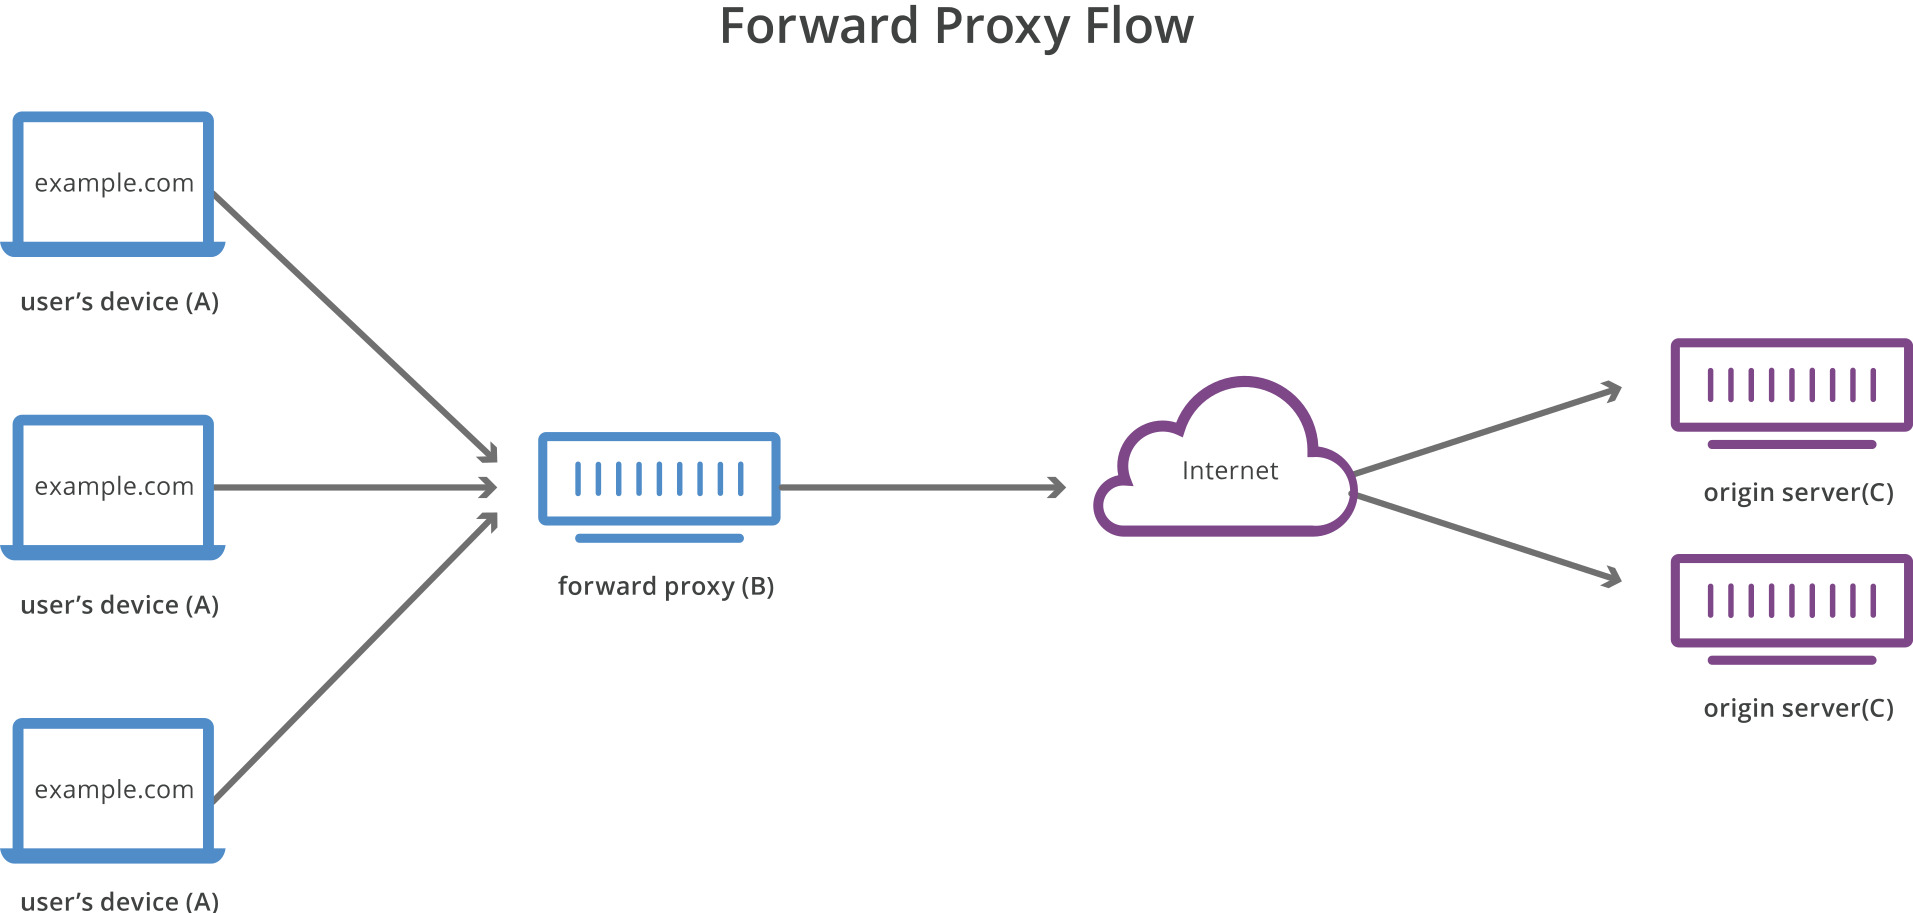 Forward Proxy Flow
example.com
user’s device (A)
example.com
user’s device (A)
example.com
user’s device (A)
forward proxy (B)
Internet
origin server(C)
origin server(C)